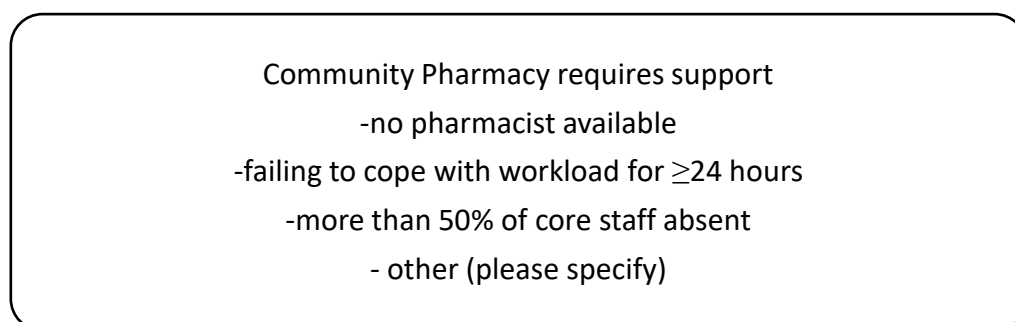 Community Pharmacy requires support
-no pharmacist available
-failing to cope with workload for ≥24 hours
-more than 50% of core staff absent
- other (please specify)